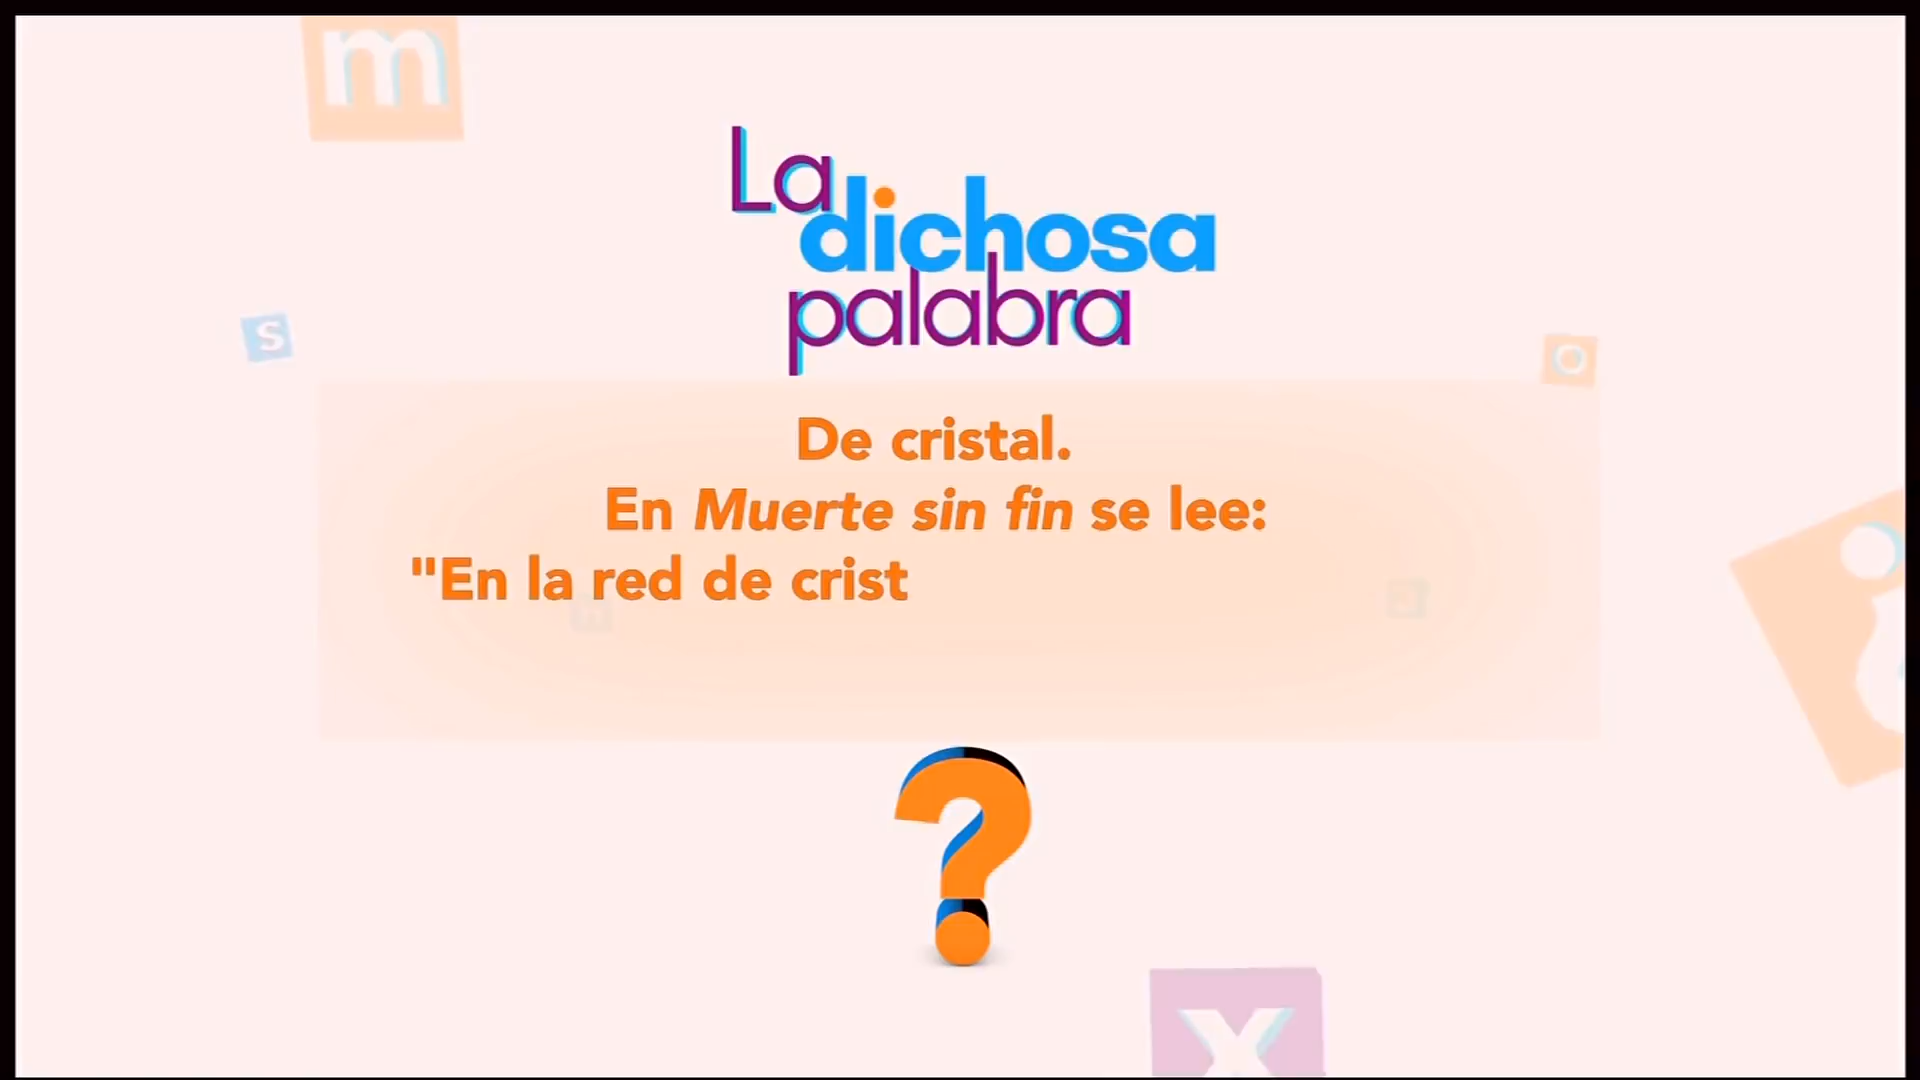 m
La
dichosa
palabra
s
o
De cristal.
En Muerte sin fin se lee:
"En la red de crist
?
x